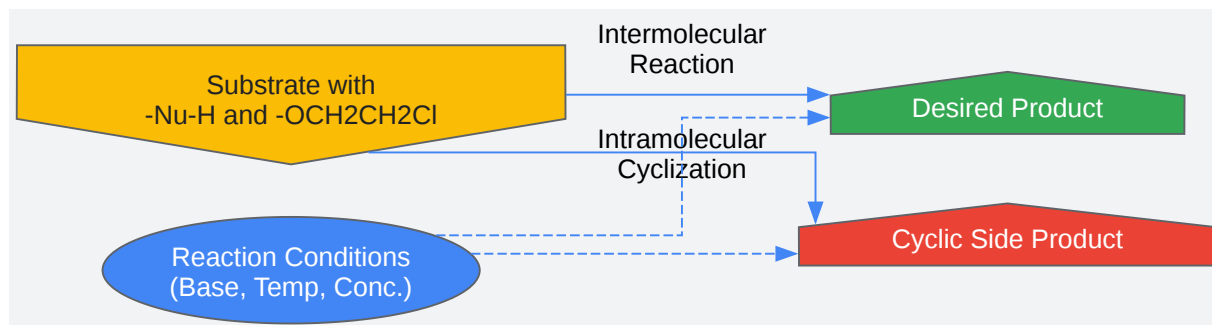 Intermolecular
Reaction
Substrate with
-Nu-H and -OCH2CH2Cl
Desired Product
Intramolecular
Cyclization
Cyclic Side Product
Reaction Conditions
(Base, Temp, Conc.)